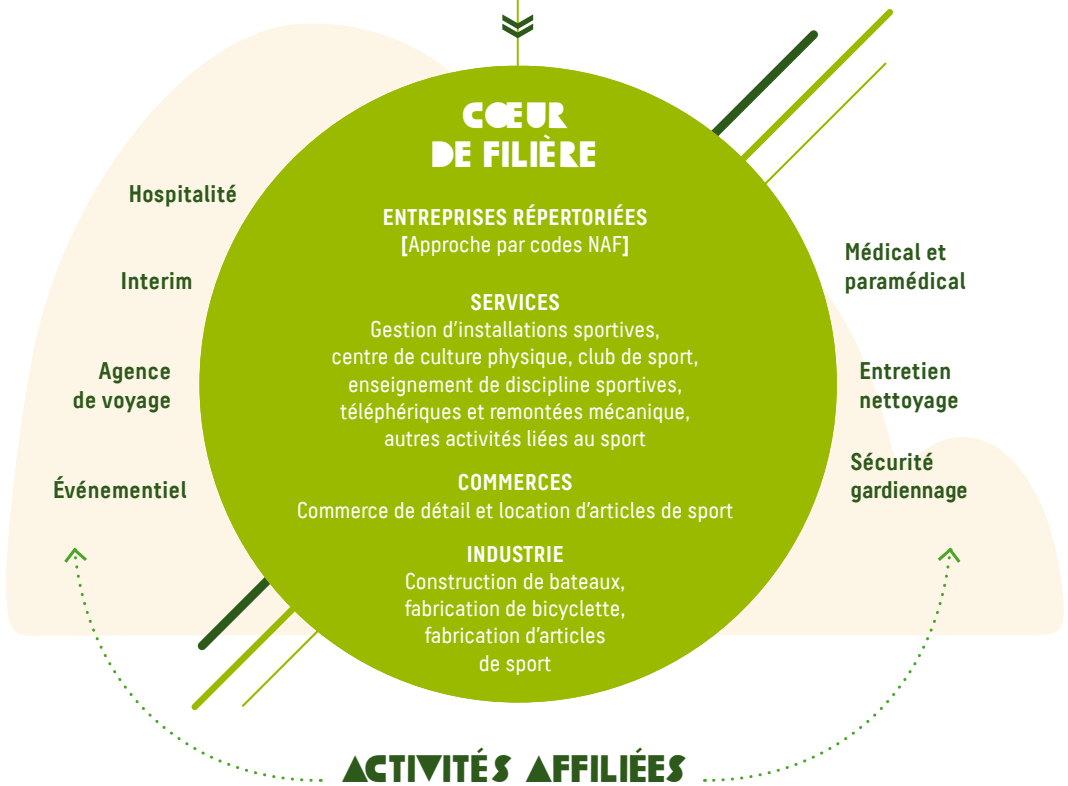 CŒUR
DE FILIÈRE
ENTREPRISES RÉPERTORIÉES
[Approche par codes NAF]
SERVICES
Gestion d'installations sportives,
centre de culture physique, club de sport,
enseignement de discipline sportives,
téléphériques et remontées mécanique,
autres activités liées au sport
COMMERCES
Commerce de détail et location d'articles de sport
INDUSTRIE
Construction de bateaux,
fabrication de bicyclette,
fabrication d'articles
de sport
Hospitalité
Interim
Agence
de voyage
Événementiel
Médical et
paramédical
Entretien
nettoyage
Sécurité
gardiennage
ACTIVITÉS AFFILIÉES